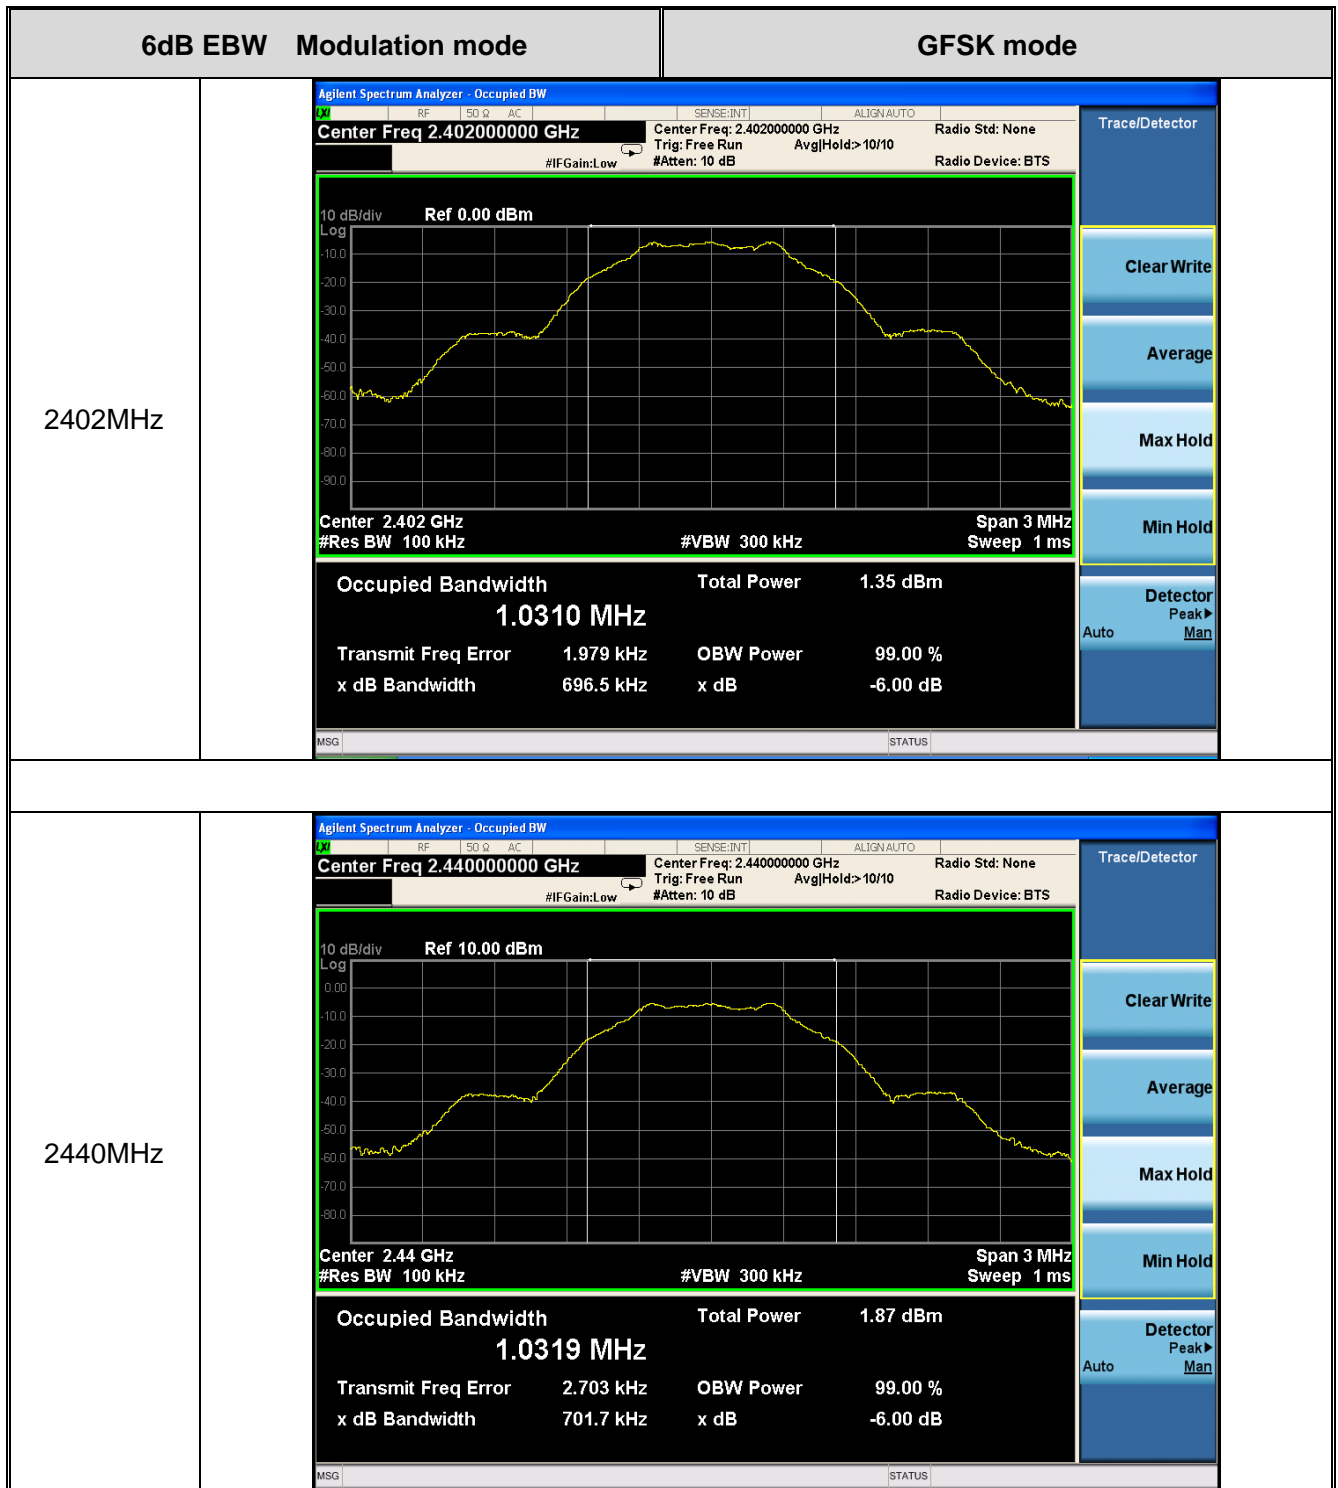 6dB EBW Modulation mode
GFSK mode
2402MHz
Agilent Spectrum Analyzer - Occupied BW
LXI RF 50 Ω AC SENSE:INT ALIGN AUTO
Center Freq 2.402000000 GHz
Center Freq: 2.402000000 GHz
Radio Std: None
Trig: Free Run Avg|Hold:>10/10
#IFGain:Low
#Atten: 10 dB
Radio Device: BTS
10 dB/div Ref 0.00 dBm
Log
-10.0
-20.0
-30.0
-40.0
-50.0
-60.0
-70.0
-80.0
-90.0
Center 2.402 GHz Span 3 MHz
#Res BW 100 kHz #VBW 300 kHz Sweep 1 ms
Occupied Bandwidth Total Power 1.35 dBm
1.0310 MHz
Transmit Freq Error 1.979 kHz OBW Power 99.00 %
x dB Bandwidth 696.5 kHz x dB -6.00 dB
MSG STATUS
Trace/Detector
Clear Write
Average
Max Hold
Min Hold
Detector
Peak▶
Auto Man
2440MHz
Agilent Spectrum Analyzer - Occupied BW
LXI RF 50 Ω AC SENSE:INT ALIGN AUTO
Center Freq 2.440000000 GHz
Center Freq: 2.440000000 GHz
Radio Std: None
Trig: Free Run Avg|Hold:>10/10
#IFGain:Low
#Atten: 10 dB
Radio Device: BTS
10 dB/div Ref 10.00 dBm
Log
0.00
-10.0
-20.0
-30.0
-40.0
-50.0
-60.0
-70.0
-80.0
Center 2.44 GHz Span 3 MHz
#Res BW 100 kHz #VBW 300 kHz Sweep 1 ms
Occupied Bandwidth Total Power 1.87 dBm
1.0319 MHz
Transmit Freq Error 2.703 kHz OBW Power 99.00 %
x dB Bandwidth 701.7 kHz x dB -6.00 dB
MSG STATUS
Trace/Detector
Clear Write
Average
Max Hold
Min Hold
Detector
Peak▶
Auto Man